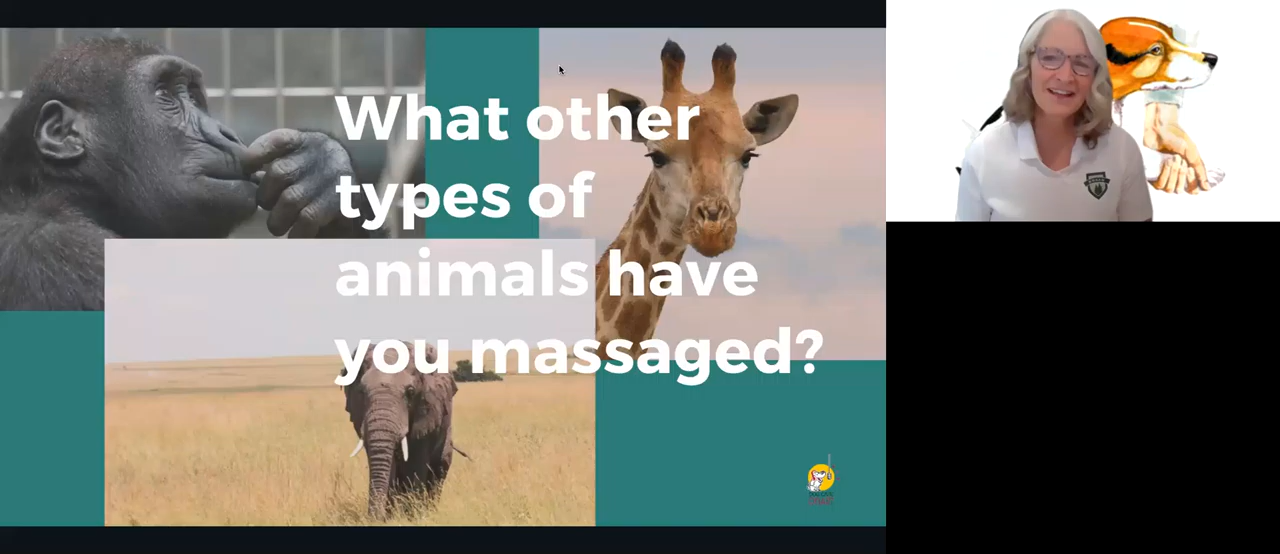 What other
types of
animals have
you massaged?